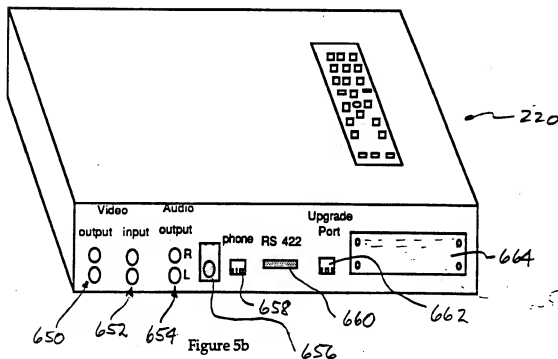 220
Video Audio Upgrade
output input output phone RS 422 Port
R
L
664
650 652 654 656 658 660 662
Figure 5b